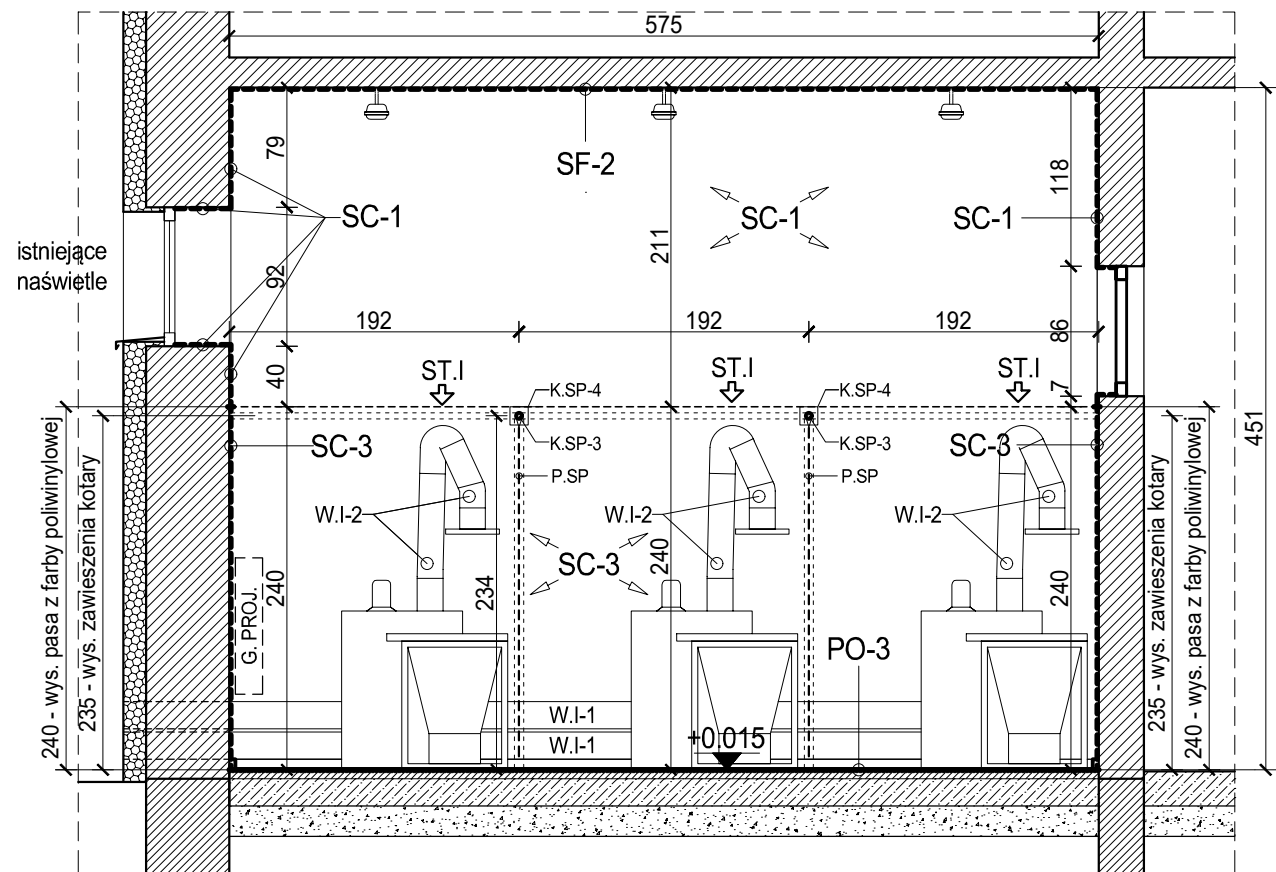 575
79
SF-2
118
SC-1
SC-1
SC-1
211
istniejące
naświetle
92
192
192
192
86
40
ST.I
ST.I
ST.I
7
K.SP-4
K.SP-4
451
SC-3
K.SP-3
K.SP-3
SC-3
P.SP
P.SP
W.I-2
W.I-2
W.I-2
240 - wys. pasa z farby poliwinylowej
235 - wys. zawieszenia kotary
SC-3
240
234
240
240
235 - wys. zawieszenia kotary
240 - wys. pasa z farby poliwinylowej
G. PROJ.
PO-3
W.I-1
W.I-1
+0.015